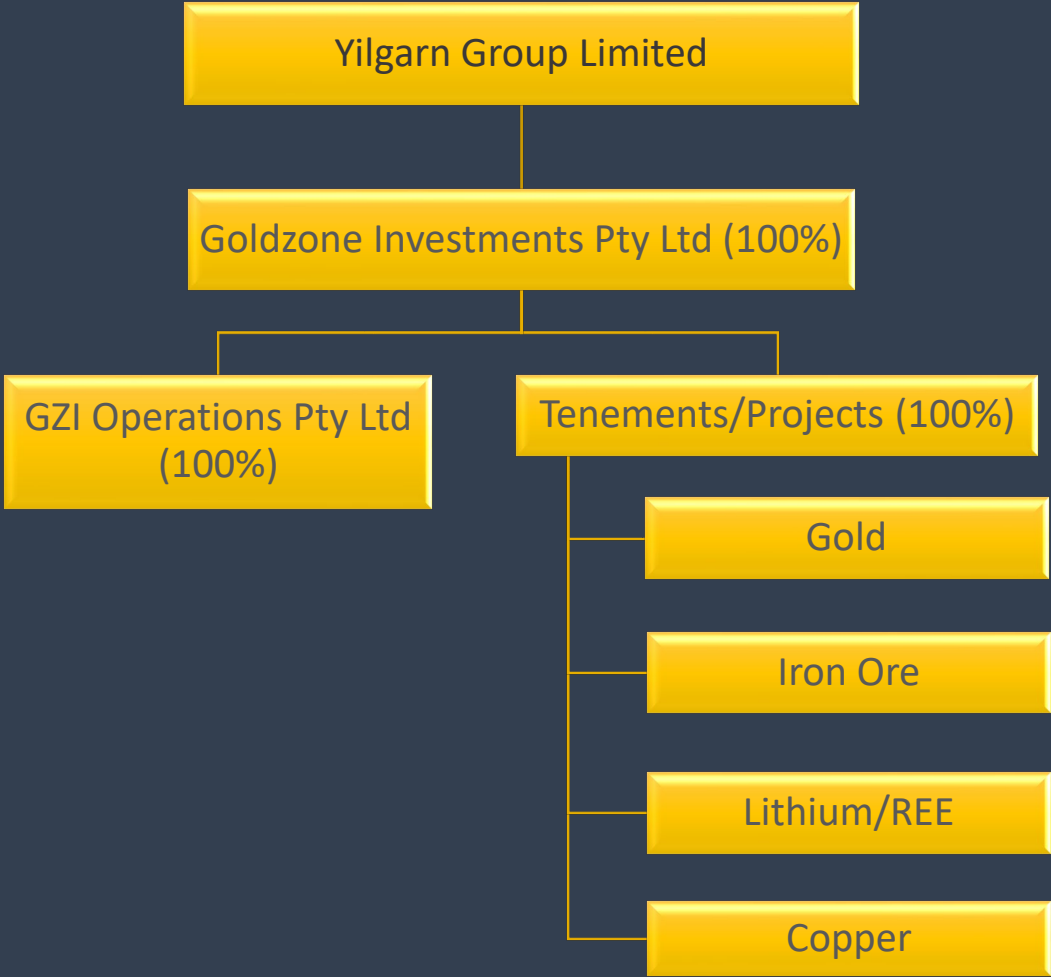 Yilgarn Group Limited
Goldzone Investments Pty Ltd (100%)
GZI Operations Pty Ltd
(100%)
Tenements/Projects (100%)
Gold
Iron Ore
Lithium/REE
Copper